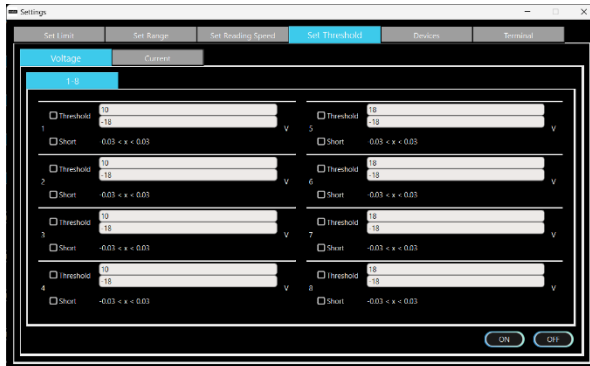 Settings
Set Limit Set Range Set Reading Speed Set Threshold Devices Terminal
Voltage Current
1-8
1 Threshold 10
-18 V
Short -0.03 < x < 0.03
2 Threshold 10
-18 V
Short -0.03 < x < 0.03
3 Threshold 10
-18 V
Short -0.03 < x < 0.03
4 Threshold 10
-18 V
Short -0.03 < x < 0.03
5 Threshold 18
-18 V
Short -0.03 < x < 0.03
6 Threshold 18
-18 V
Short -0.03 < x < 0.03
7 Threshold 18
-18 V
Short -0.03 < x < 0.03
8 Threshold 18
-18 V
Short -0.03 < x < 0.03
ON OFF